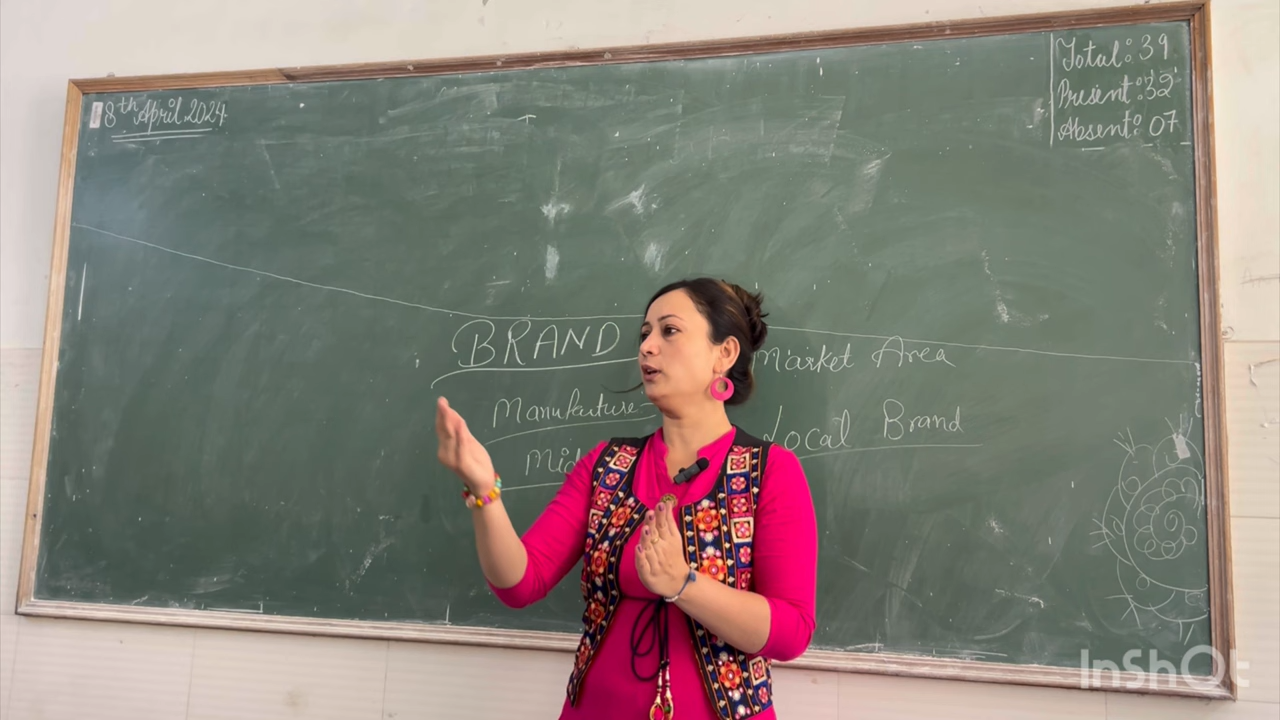 8th April 2024
Total: 39
Present: 32
Absent: 07
BRAND
Market Area
Manufacture-
Local Brand
InShOt